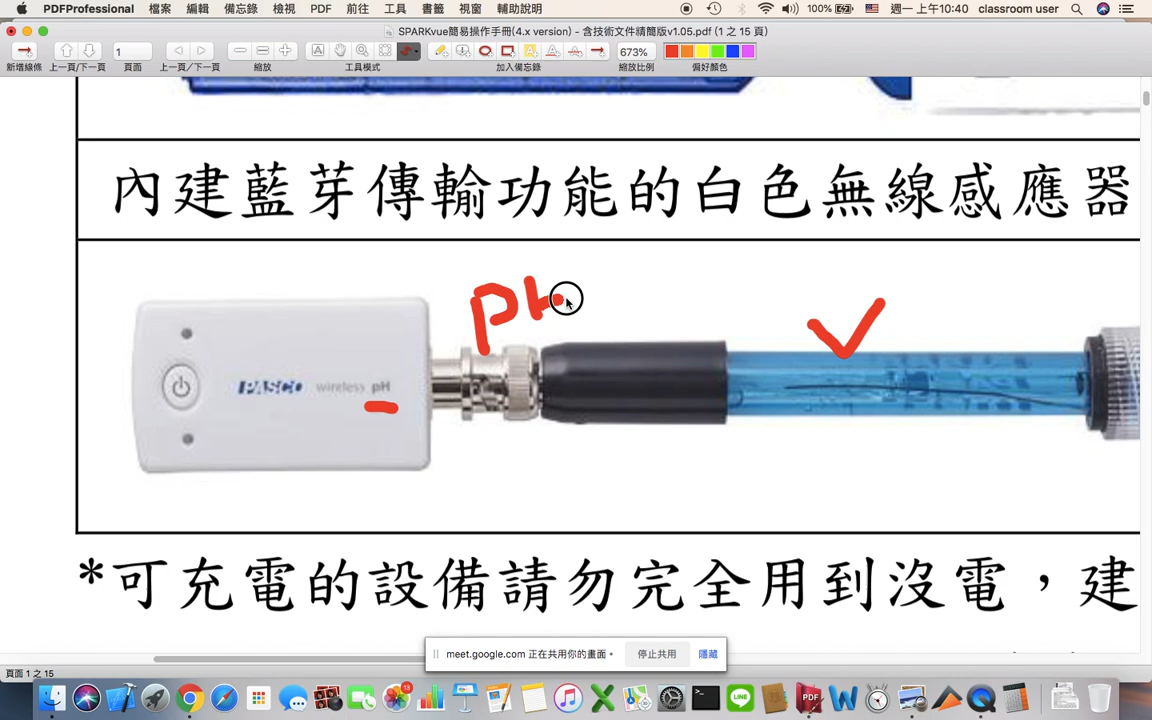 PDFProfessional 檔案 編輯 備忘錄 檢視 PDF 前往 工具 書籤 視窗 輔助說明 100% 週一 上午10:40 classroom user
SPARKvue簡易操作手冊(4.x version) - 含技術文件精簡版v1.05.pdf (1 之 15 頁)
1 673%
新增線條 上一頁/下一頁 頁面 上一頁/下一頁 縮放 工具模式 加入備忘錄 縮放比例 偏好顏色
內建藍芽傳輸功能的白色無線感應器
pH
PASCO wireless pH
*可充電的設備請勿完全用到沒電，建
meet.google.com 正在共用你的畫面。 停止共用 隱藏
頁面 1 之 15